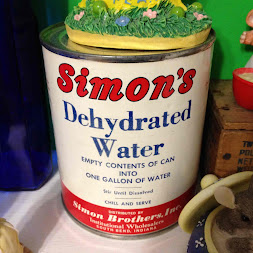 Simon's
Dehydrated
Water
EMPTY CONTENTS OF CAN
INTO
ONE GALLON OF WATER
Stir Until Dissolved
CHILL AND SERVE
DISTRIBUTED BY
Simon Brothers, Inc.
Institutional Wholesalers
SOUTH BEND, INDIANA